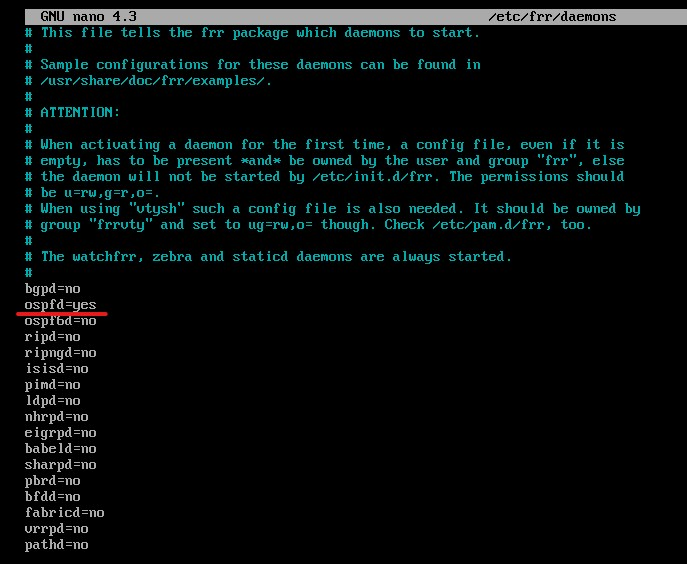 GNU nano 4.3 /etc/frr/daemons
# This file tells the frr package which daemons to start.
#
# Sample configurations for these daemons can be found in
# /usr/share/doc/frr/examples/.
#
# ATTENTION:
#
# When activating a daemon for the first time, a config file, even if it is
# empty, has to be present *and* be owned by the user and group "frr", else
# the daemon will not be started by /etc/init.d/frr. The permissions should
# be u=rw,g=r,o=.
# When using "vtysh" such a config file is also needed. It should be owned by
# group "frrvty" and set to ug=rw,o= though. Check /etc/pam.d/frr, too.
#
# The watchfrr, zebra and staticd daemons are always started.
#
bgpd=no
ospfd=yes
ospf6d=no
ripd=no
ripngd=no
isisd=no
pimd=no
ldpd=no
nhrpd=no
eigrpd=no
babeld=no
sharpd=no
pbrd=no
bfdd=no
fabricd=no
vrrpd=no
pathd=no